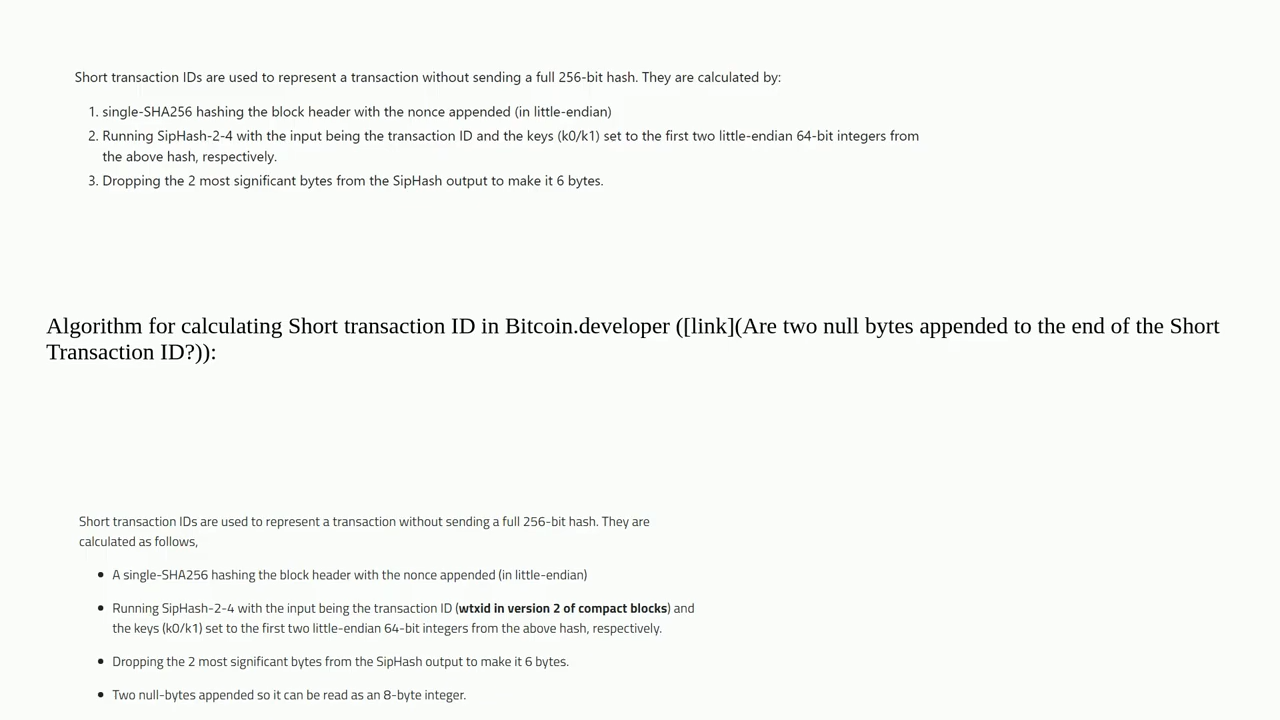 Short transaction IDs are used to represent a transaction without sending a full 256-bit hash. They are calculated by:
1. single-SHA256 hashing the block header with the nonce appended (in little-endian)
2. Running SipHash-2-4 with the input being the transaction ID and the keys (k0/k1) set to the first two little-endian 64-bit integers from
the above hash, respectively.
3. Dropping the 2 most significant bytes from the SipHash output to make it 6 bytes.
Algorithm for calculating Short transaction ID in Bitcoin.developer ([link](Are two null bytes appended to the end of the Short
Transaction ID?)):
Short transaction IDs are used to represent a transaction without sending a full 256-bit hash. They are
calculated as follows,
• A single-SHA256 hashing the block header with the nonce appended (in little-endian)
• Running SipHash-2-4 with the input being the transaction ID (wtxid in version 2 of compact blocks) and
the keys (k0/k1) set to the first two little-endian 64-bit integers from the above hash, respectively.
• Dropping the 2 most significant bytes from the SipHash output to make it 6 bytes.
• Two null-bytes appended so it can be read as an 8-byte integer.